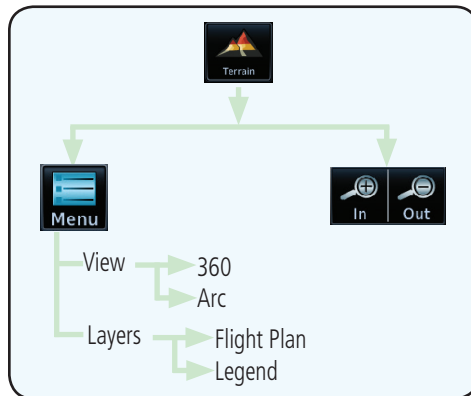 Terrain
Menu
In
Out
View
360
Arc
Layers
Flight Plan
Legend